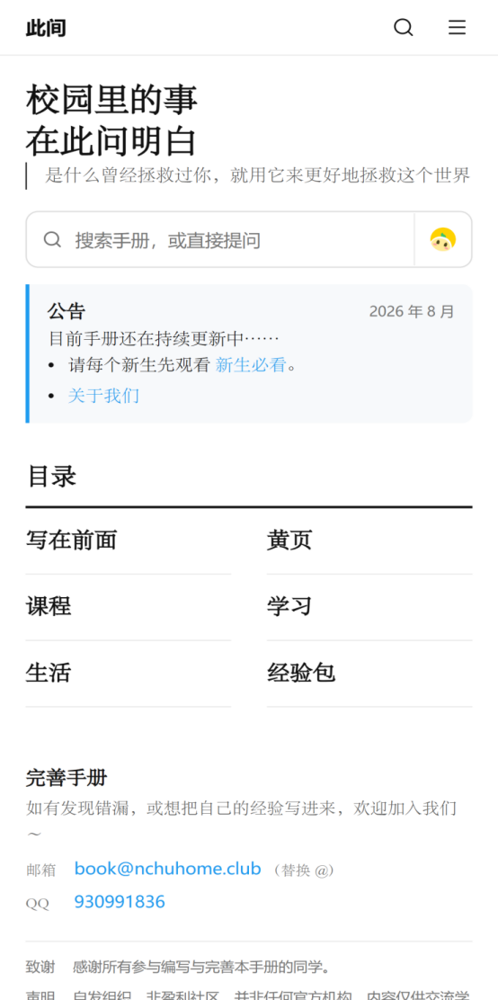 此间
校园里的事
在此问明白
是什么曾经拯救过你，就用它来更好地拯救这个世界
搜索手册，或直接提问
公告 2026 年 8 月
目前手册还在持续更新中……
• 请每个新生先观看 新生必看。
• 关于我们
目录
写在前面 黄页
课程 学习
生活 经验包
完善手册
如有发现错漏，或想把自己的经验写进来，欢迎加入我们
～
邮箱 book@nchuhome.club （替换 @）
QQ 930991836
致谢 感谢所有参与编写与完善本手册的同学。
声明 自发组织，非盈利社区，并非任何官方机构，内容仅供交流学